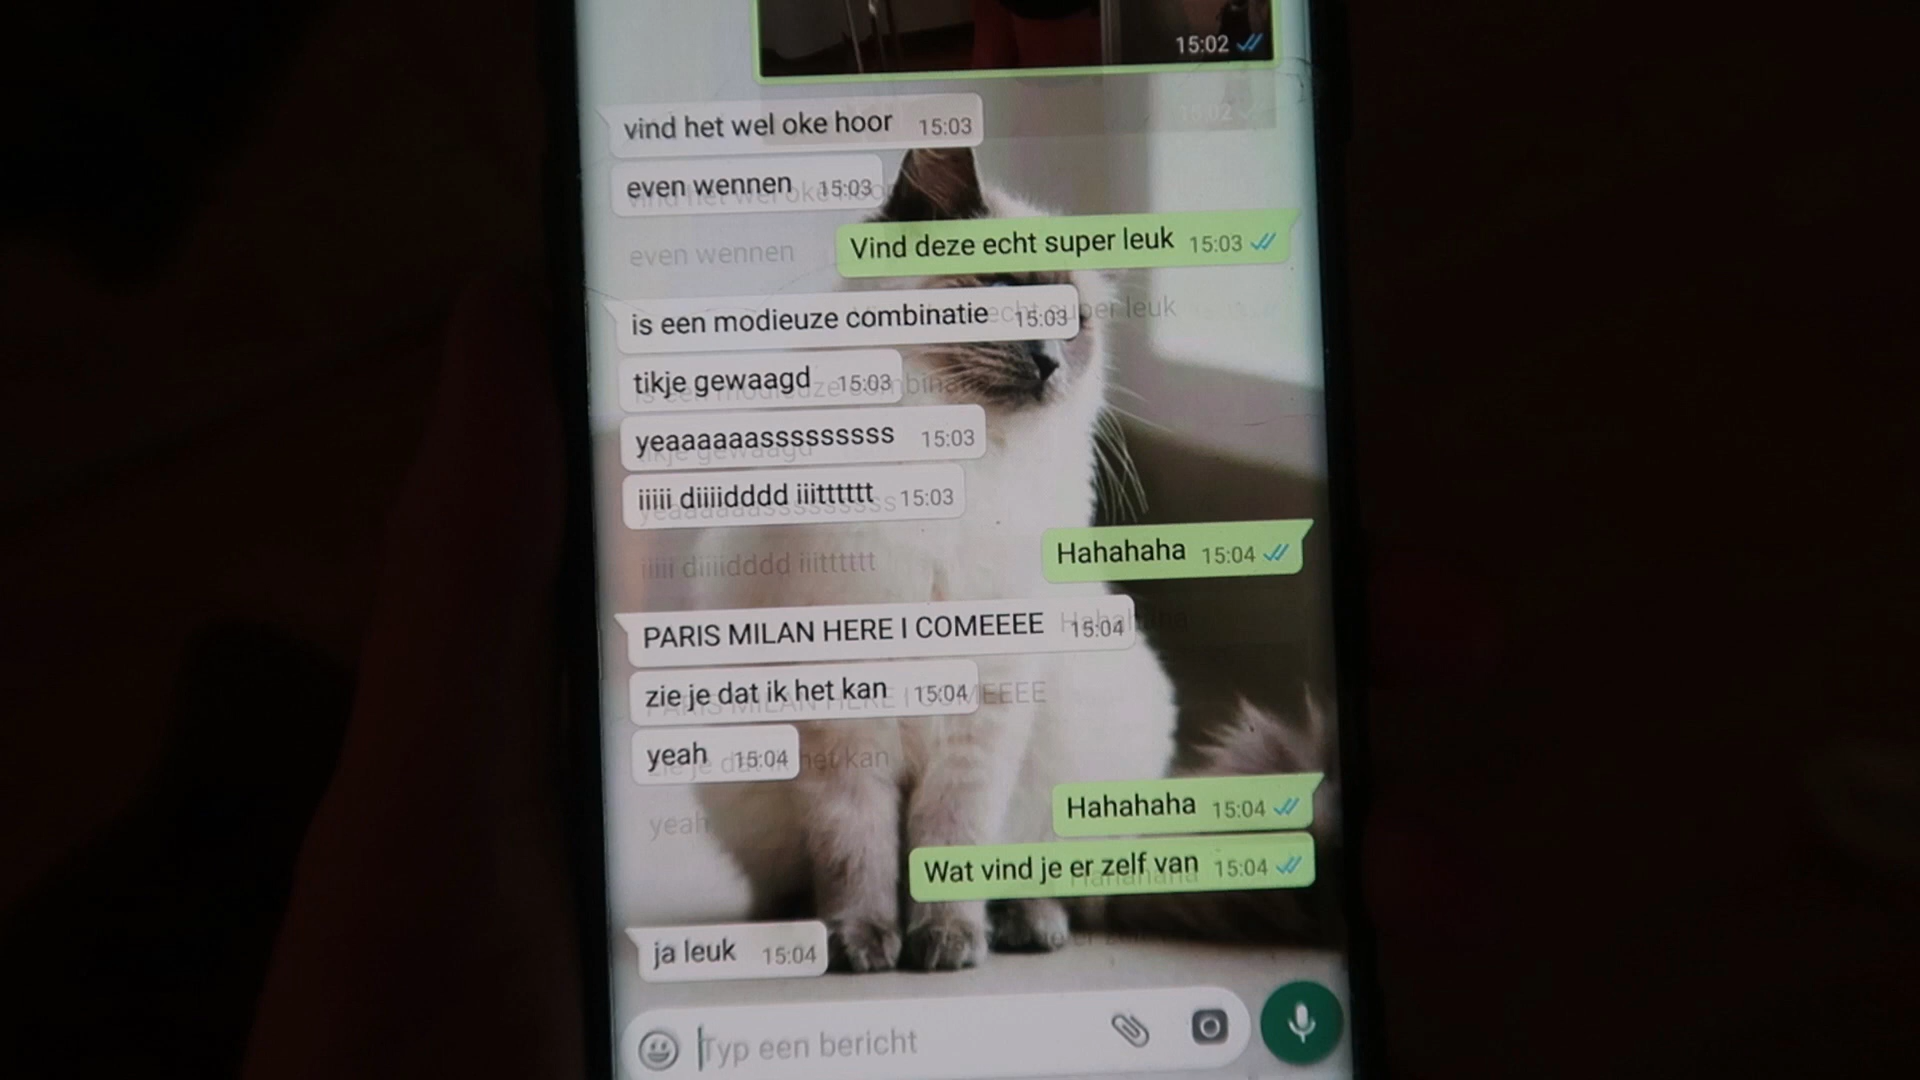 15:02
vind het wel oke hoor 15:03
even wennen 15:03
Vind deze echt super leuk 15:03
is een modieuze combinatie 15:03
tikje gewaagd 15:03
yeaaaaaasssssssss 15:03
iiiii diiiidddd iiitttttt 15:03
Hahahaha 15:04
PARIS MILAN HERE I COMEEEE 15:04
zie je dat ik het kan 15:04
yeah 15:04
Hahahaha 15:04
Wat vind je er zelf van 15:04
ja leuk 15:04
Typ een bericht